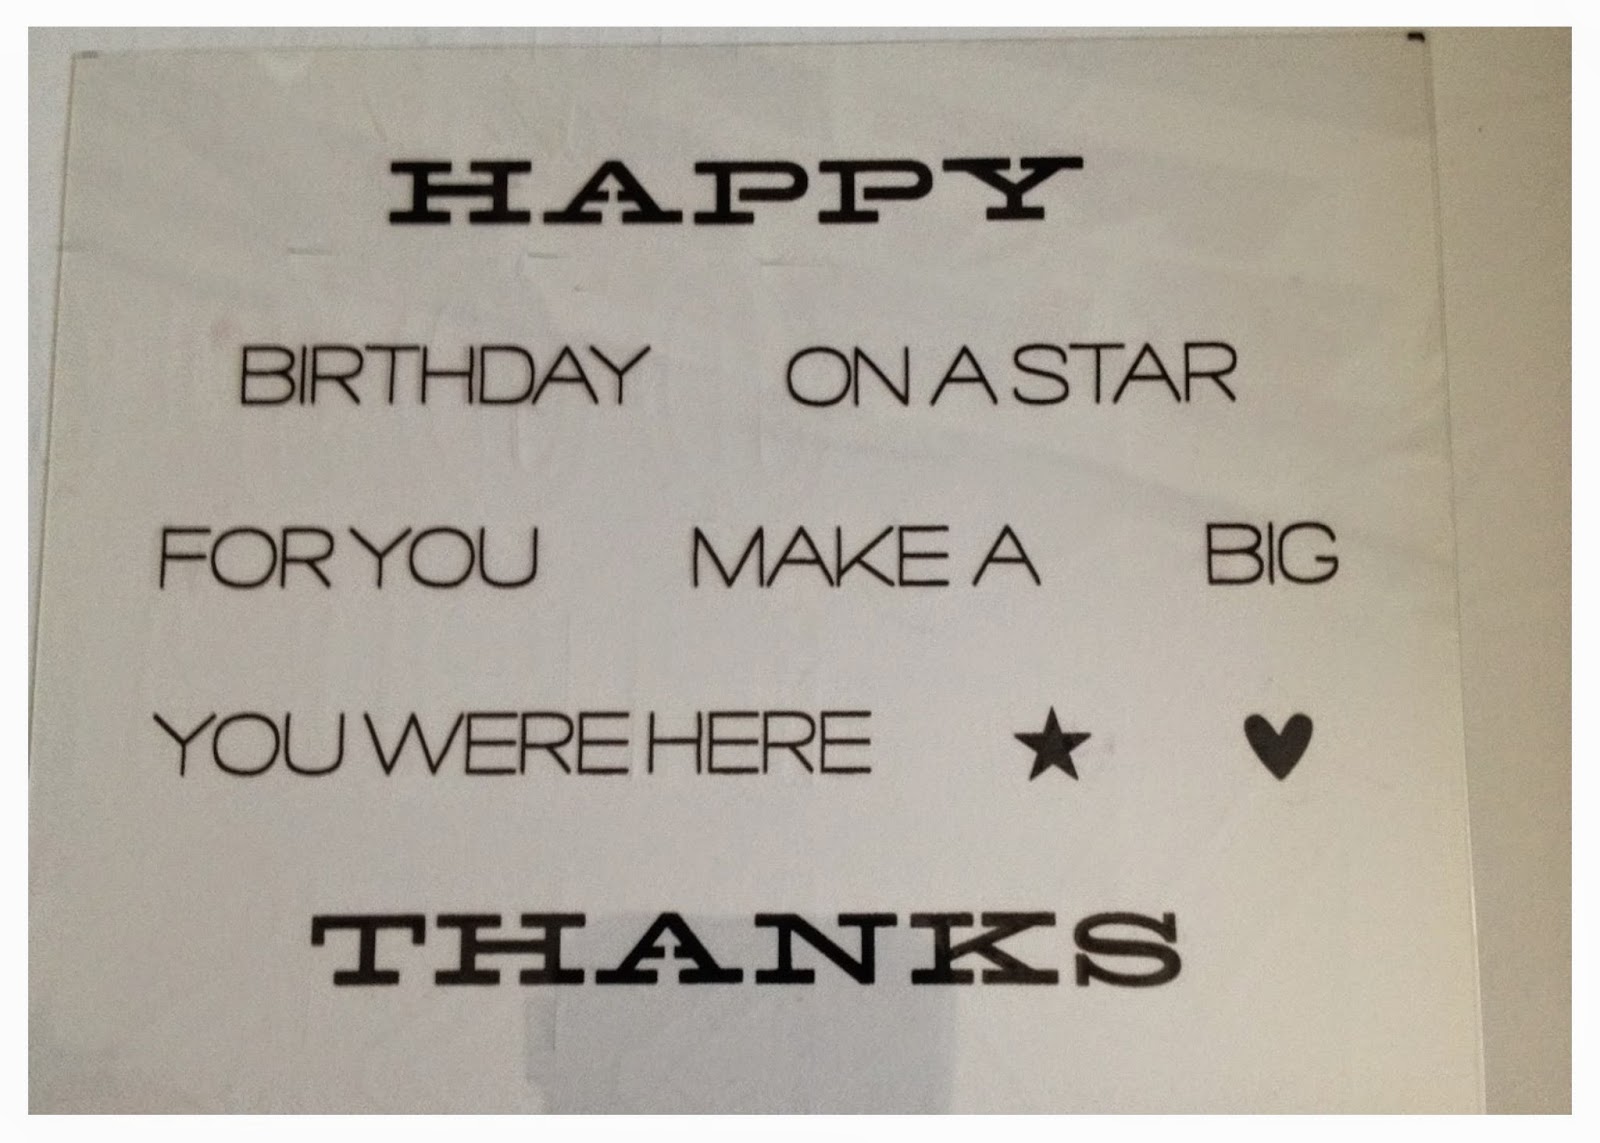 HAPPY
BIRTHDAY ON A STAR
FOR YOU MAKE A BIG
YOU WERE HERE
THANKS